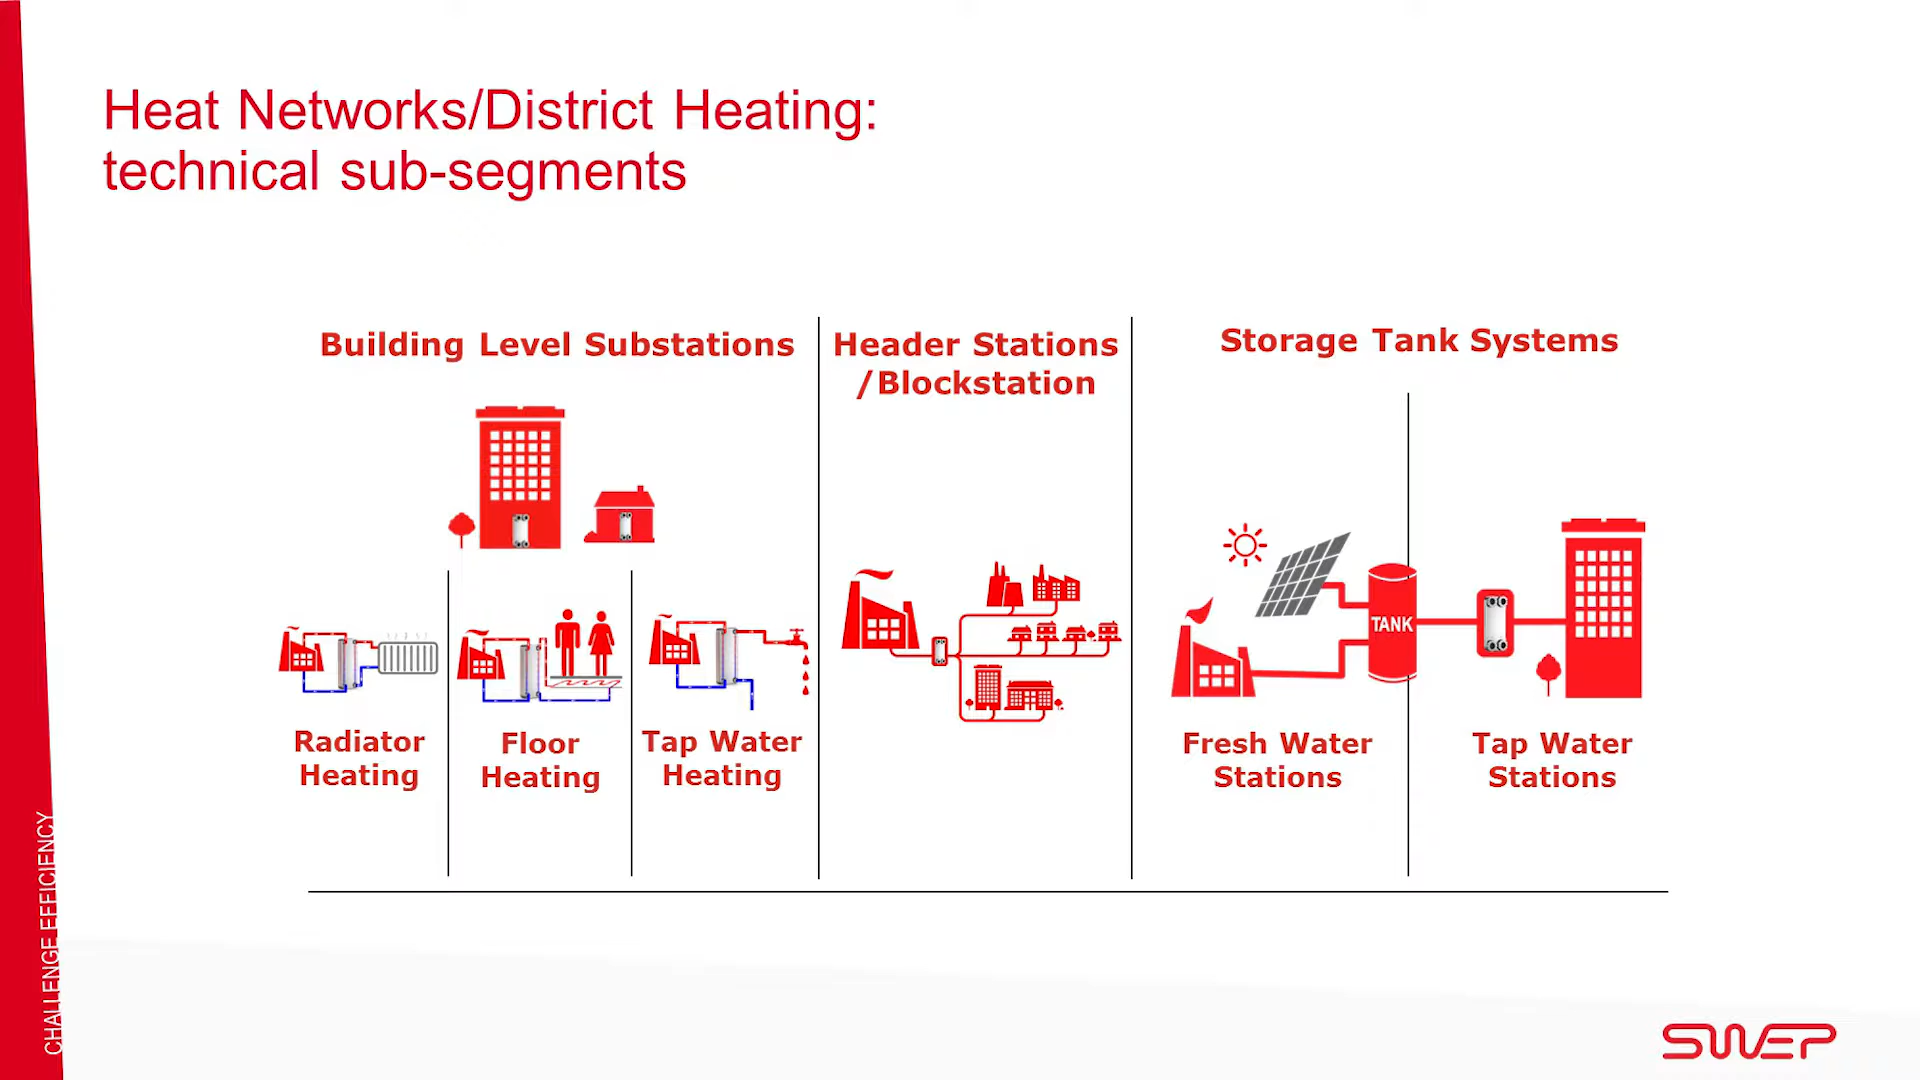 Heat Networks/District Heating:
technical sub-segments
Building Level Substations
Header Stations
/Blockstation
Storage Tank Systems
TANK
Radiator
Heating
Floor
Heating
Tap Water
Heating
Fresh Water
Stations
Tap Water
Stations
CHALLENGE EFFICIENCY
SWEP